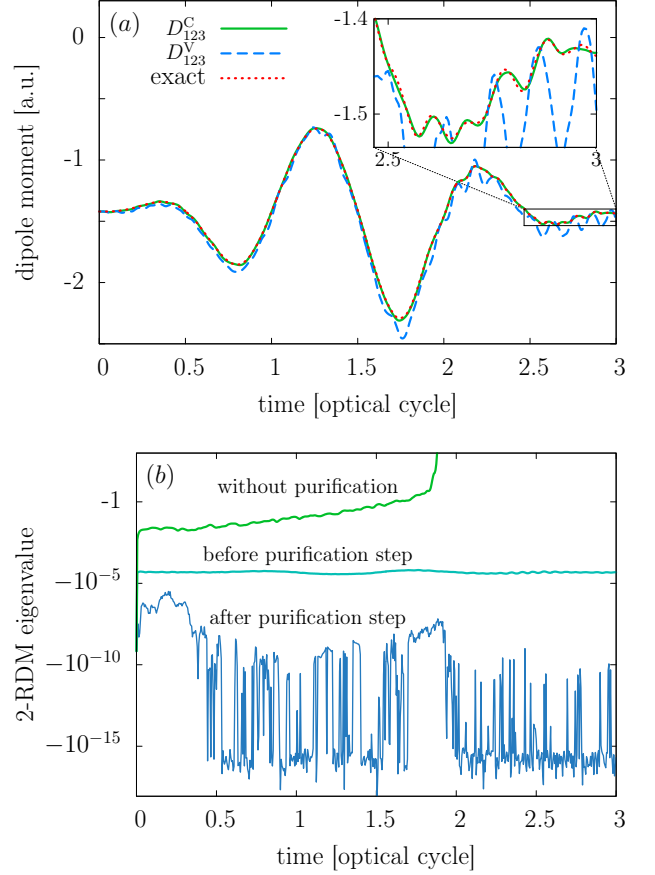 (a)
D^C_123
D^V_123
exact
0
-1
-2
dipole moment [a.u.]
-1.4
-1.5
2.5
3
0
0.5
1
1.5
2
2.5
3
time [optical cycle]
(b)
without purification
before purification step
after purification step
-1
−10^−5
−10^−10
−10^−15
2-RDM eigenvalue
0
0.5
1
1.5
2
2.5
3
time [optical cycle]